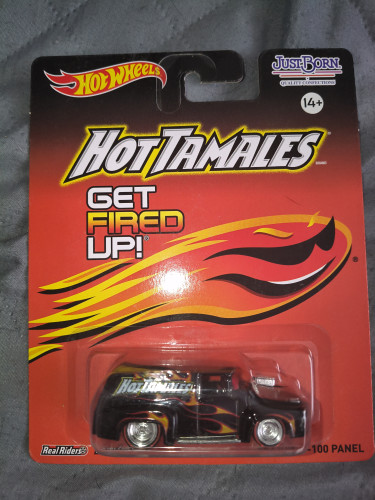 Hot Wheels
JUST BORN
QUALITY CONFECTIONS
14+
HOT TAMALES
GET
FIRED
UP!
®
HOT TAMALES
Real Riders
-100 PANEL